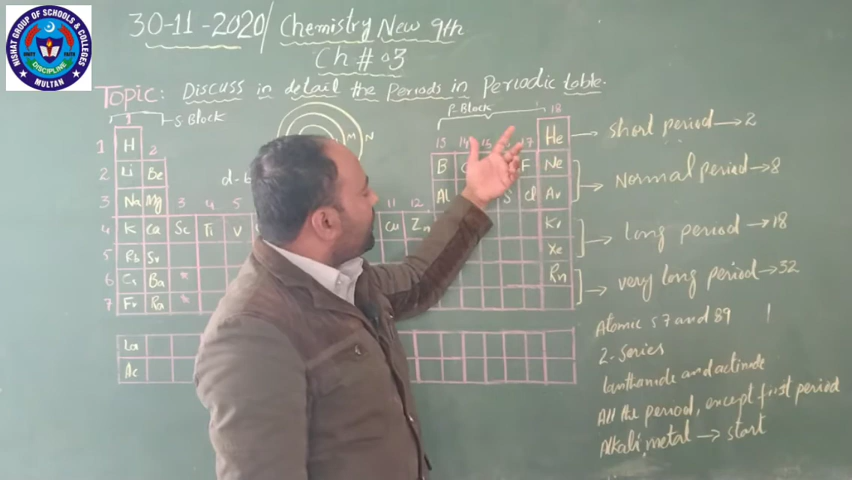 NISHAT GROUP OF SCHOOLS & COLLEGES
DISCIPLINE
MULTAN
30-11-2020/ Chemistry New 9th
Ch # 03
Topic: Discuss in detail the Periods in Periodic table.
1 S Block
P-Block 18
M N
1 H 2 13 14 15 17 He
2 Li Be B F Ne
3 Na Mg 3 4 5 11 12 Al S Cl Ar
4 K Ca Sc Ti V Cu Zn Kr
5 Rb Sr Xe
6 Cs Ba * Rn
7 Fr Ra *
La
Ac
d-b
short period → 2
Normal period → 8
long period → 18
very long period → 32
Atomic 57 and 89
2-Series
lanthanide and actinide
All the period, except first period
Alkali metal → start